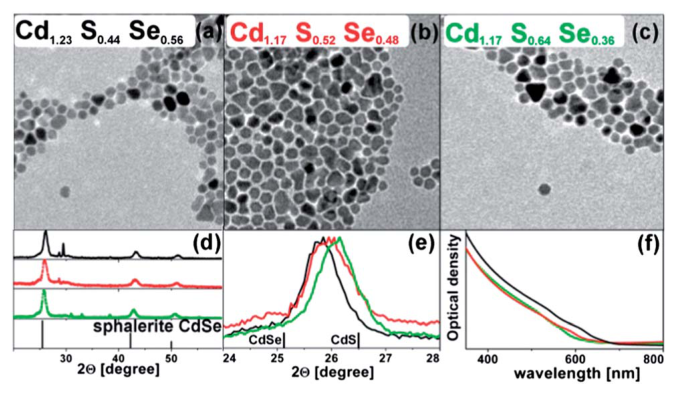 Cd₁.₂₃ S₀.₄₄ Se₀.₅₆ (a)
Cd₁.₁₇ S₀.₅₂ Se₀.₄₈ (b)
Cd₁.₁₇ S₀.₆₄ Se₀.₃₆ (c)
(d)
sphalerite CdSe
30 40 50
2Θ [degree]
(e)
CdSe CdS
24 25 26 27 28
2Θ [degree]
(f)
Optical density
400 600 800
wavelength [nm]